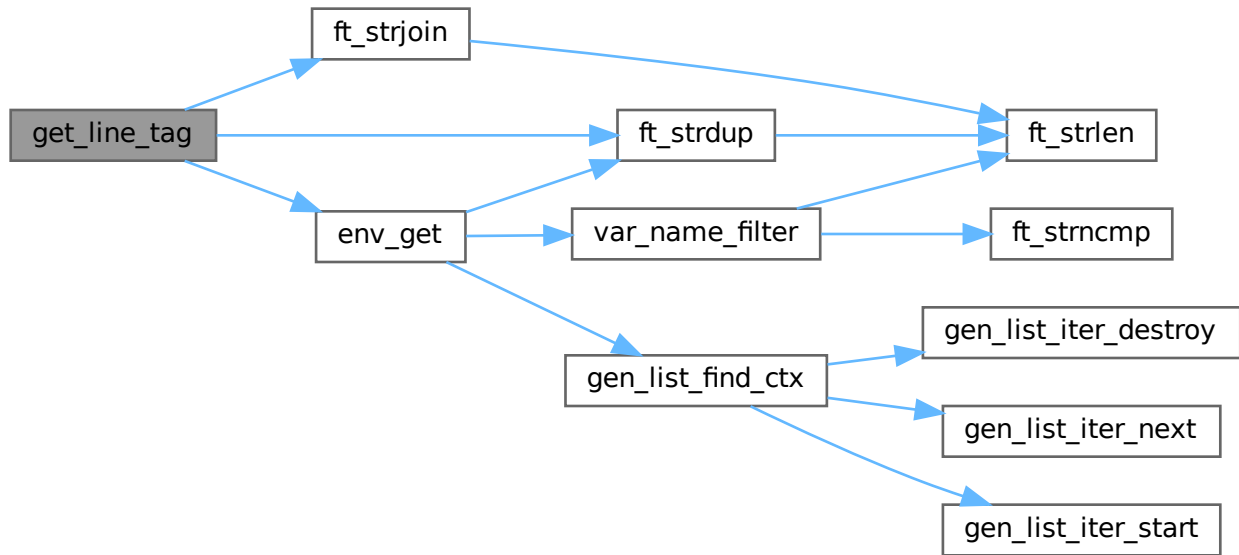 ft_strjoin
get_line_tag
ft_strdup
ft_strlen
env_get
var_name_filter
ft_strncmp
gen_list_iter_destroy
gen_list_find_ctx
gen_list_iter_next
gen_list_iter_start